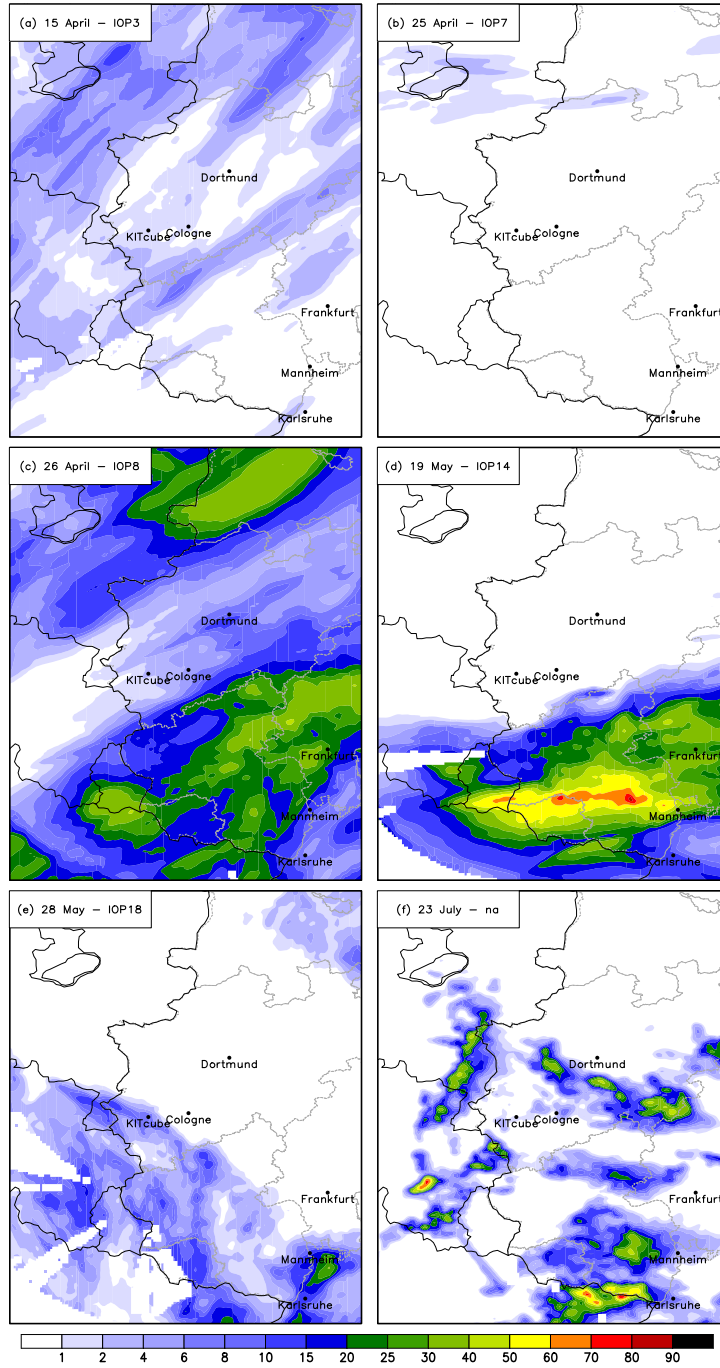 (a) 15 April – IOP3
Dortmund
KITcube Cologne
Frankfurt
Mannheim
Karlsruhe
(b) 25 April – IOP7
Dortmund
KITcube Cologne
Frankfurt
Mannheim
Karlsruhe
(c) 26 April – IOP8
Dortmund
KITcube Cologne
Frankfurt
Mannheim
Karlsruhe
(d) 19 May – IOP14
Dortmund
KITcube Cologne
Frankfurt
Mannheim
Karlsruhe
(e) 28 May – IOP18
Dortmund
KITcube Cologne
Frankfurt
Mannheim
Karlsruhe
(f) 23 July – na
Dortmund
KITcube Cologne
Frankfurt
Mannheim
Karlsruhe
1 2 4 6 8 10 15 20 25 30 40 50 60 70 80 90